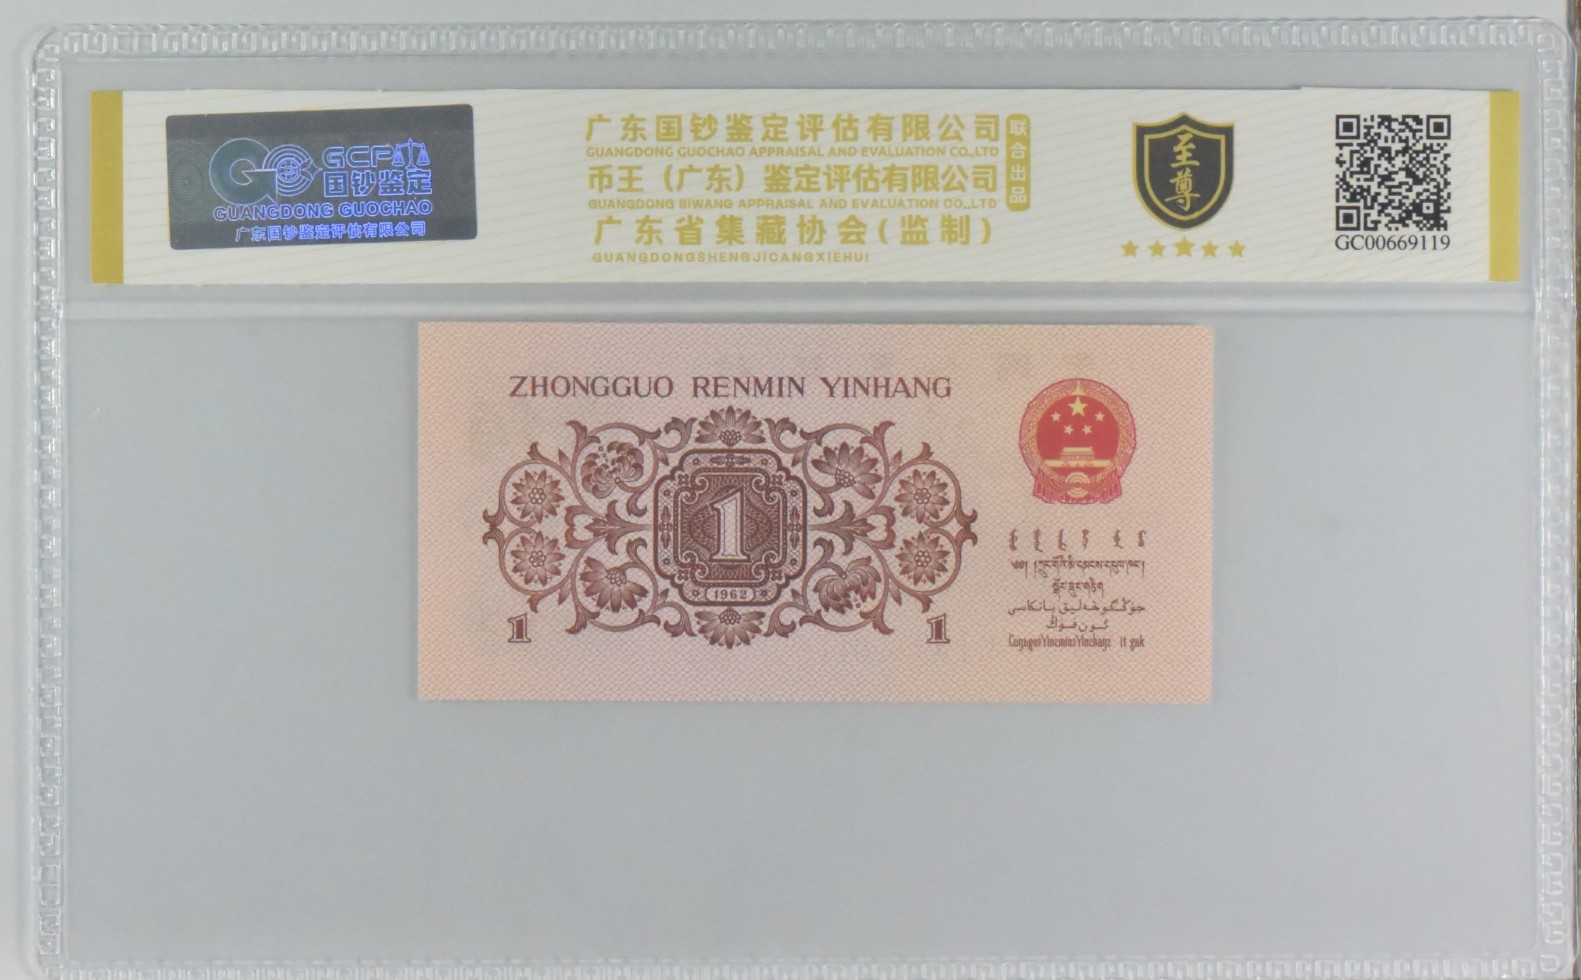 GCP
国钞鉴定
GUANGDONG GUOCHAO
广东国钞鉴定评估有限公司
广东国钞鉴定评估有限公司
GUANGDONG GUOCHAO APPRAISAL AND EVALUATION CO.,LTD
币王（广东）鉴定评估有限公司
GUANGDONG BIWANG APPRAISAL AND EVALUATION CO.,LTD
联合出品
广东省集藏协会(监制)
GUANGDONGSHENGJICANGXIEHUI
至尊
GC00669119
ZHONGGUO RENMIN YINHANG
1
(1962)
1
1